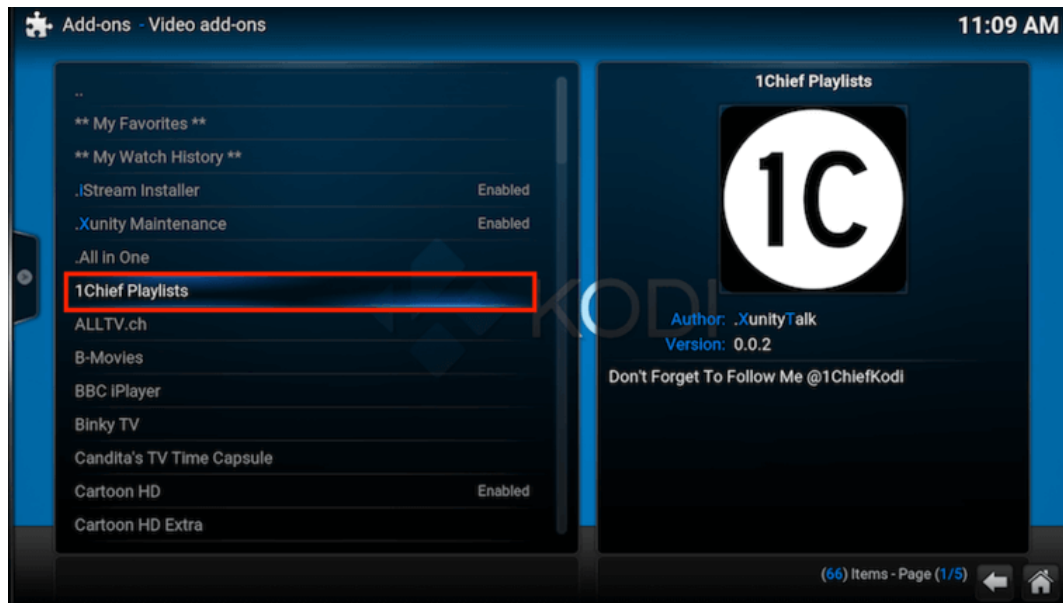 Add-ons - Video add-ons
11:09 AM
..
** My Favorites **
** My Watch History **
.iStream Installer Enabled
.Xunity Maintenance Enabled
.All in One
1Chief Playlists
ALLTV.ch
B-Movies
BBC iPlayer
Binky TV
Candita's TV Time Capsule
Cartoon HD Enabled
Cartoon HD Extra
1Chief Playlists
1C
KODI
Author: .XunityTalk
Version: 0.0.2
Don't Forget To Follow Me @1ChiefKodi
(66) Items - Page (1/5)